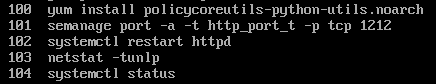 100 yum install policycoreutils-python-utils.noarch
101 semanage port -a -t http_port_t -p tcp 1212
102 systemctl restart httpd
103 netstat -tunlp
104 systemctl status